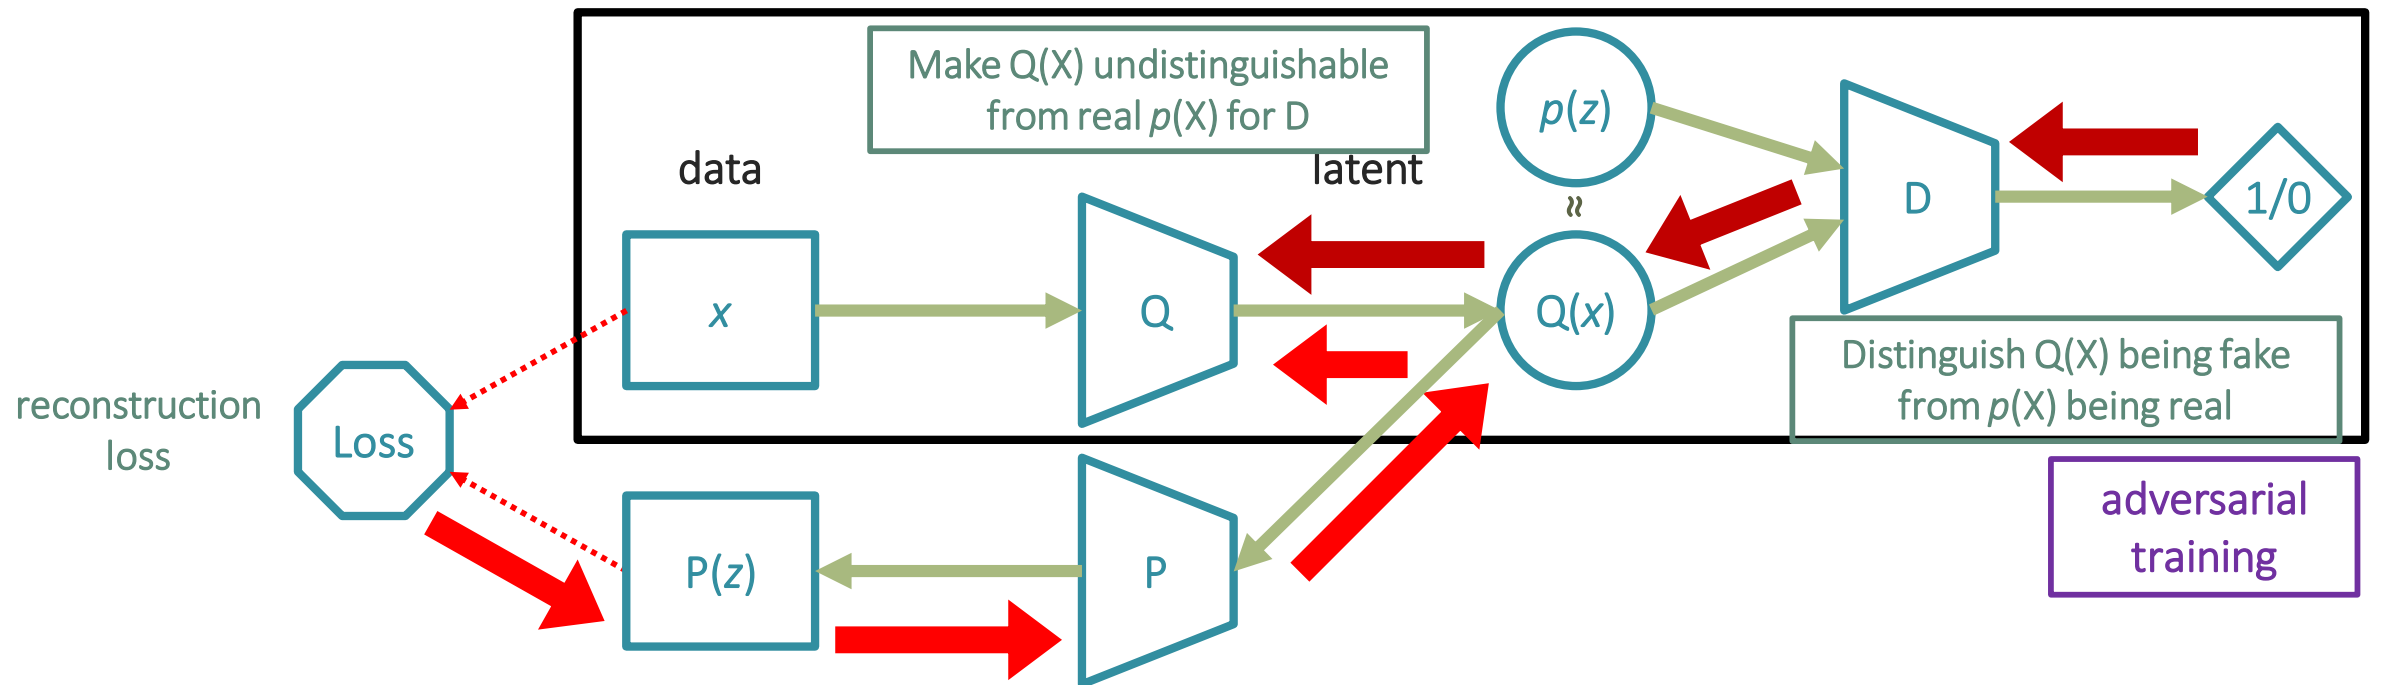 Make Q(X) undistinguishable
from real p(X) for D
data
latent
p(z)
≈
D
1/0
x
Q
Q(x)
Distinguish Q(X) being fake
from p(X) being real
reconstruction
loss
Loss
P(z)
P
adversarial
training